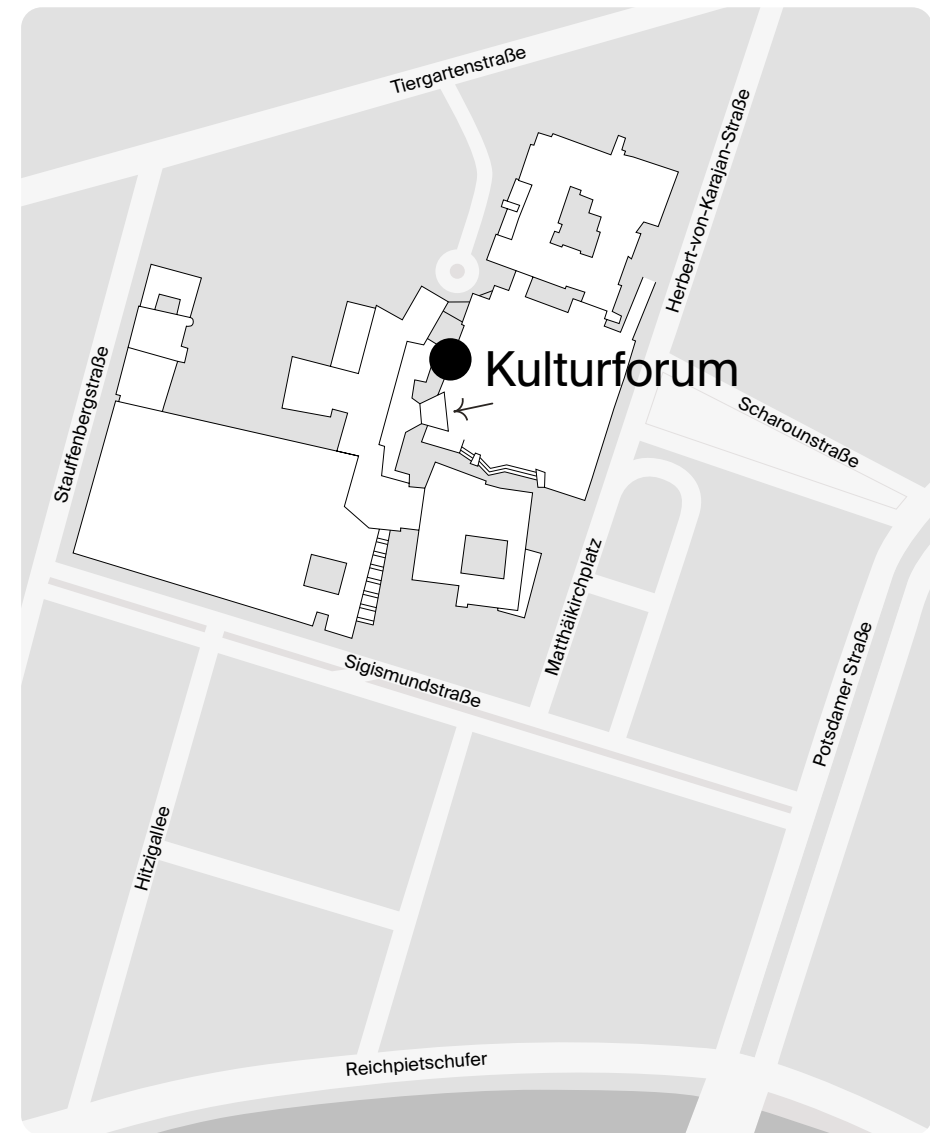 Tiergartenstraße
Herbert-von-Karajan-Straße
Kulturforum
Stauffenbergstraße
Scharounstraße
Matthäikirchplatz
Sigismundstraße
Potsdamer Straße
Hitzigallee
Reichpietschufer